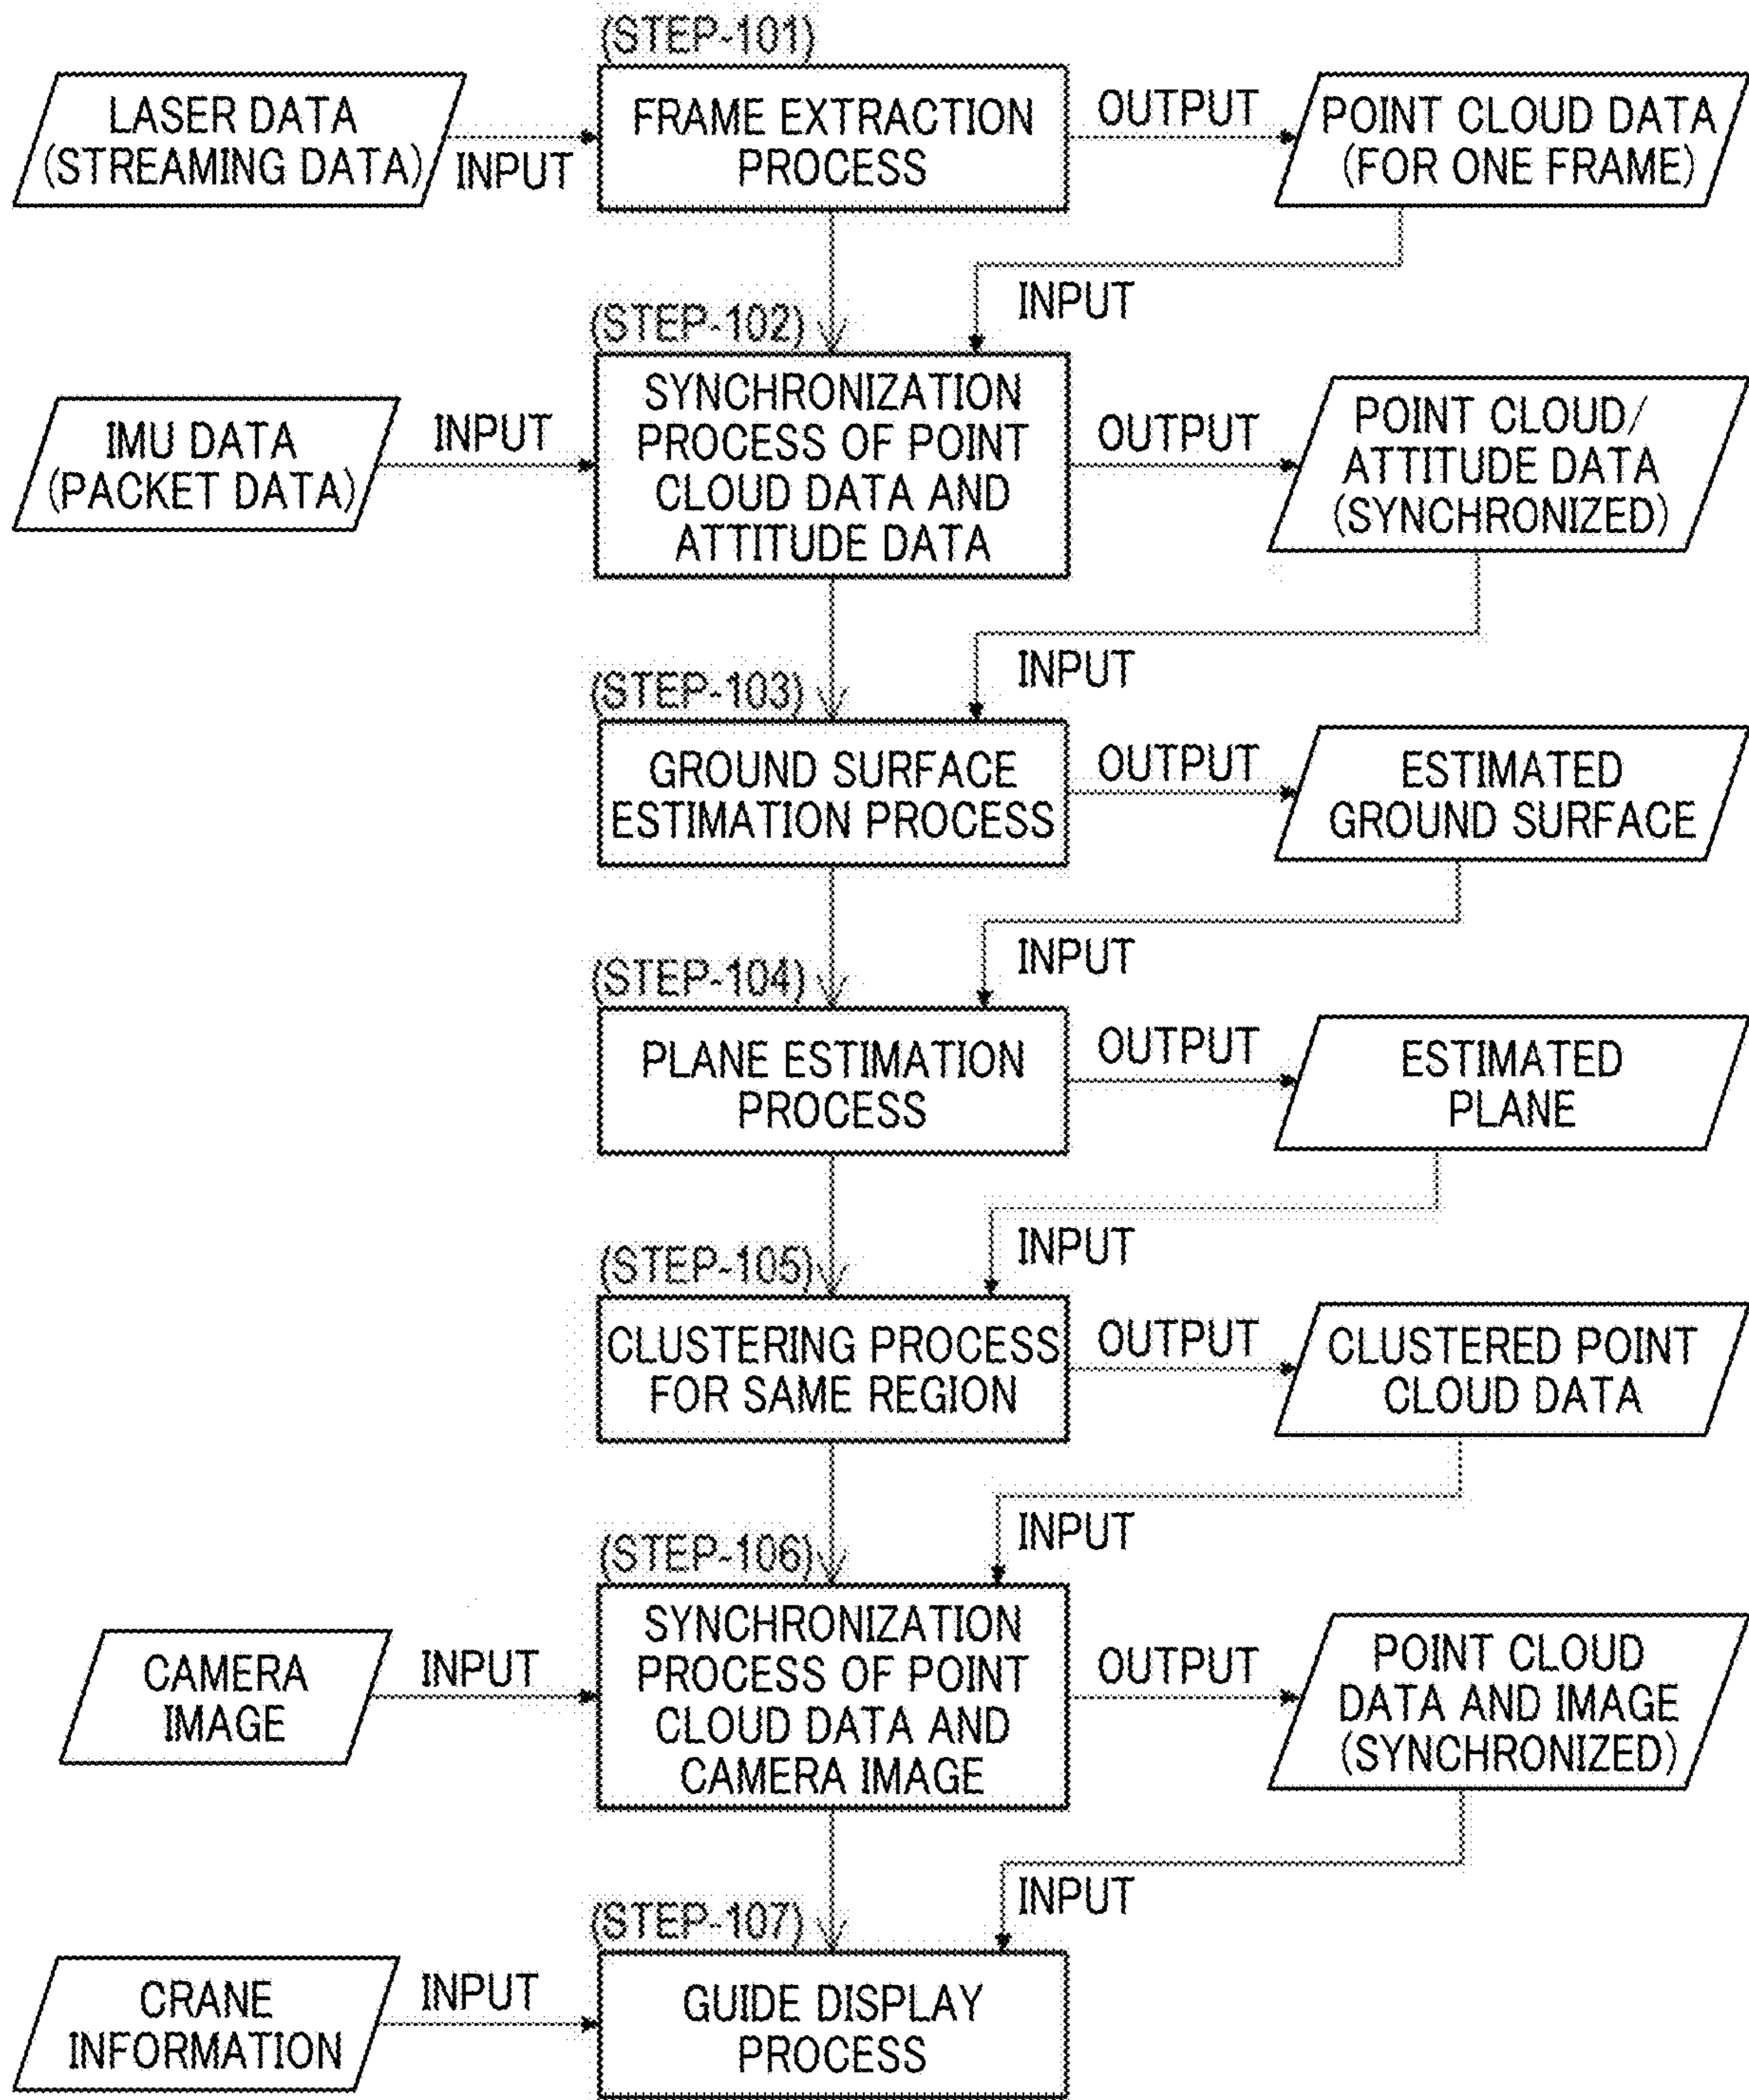 (STEP-101)
LASER DATA
(STREAMING DATA)
INPUT
FRAME EXTRACTION
PROCESS
OUTPUT
POINT CLOUD DATA
(FOR ONE FRAME)
INPUT
(STEP-102)
IMU DATA
(PACKET DATA)
INPUT
SYNCHRONIZATION
PROCESS OF POINT
CLOUD DATA AND
ATTITUDE DATA
OUTPUT
POINT CLOUD/
ATTITUDE DATA
(SYNCHRONIZED)
INPUT
(STEP-103)
GROUND SURFACE
ESTIMATION PROCESS
OUTPUT
ESTIMATED
GROUND SURFACE
INPUT
(STEP-104)
PLANE ESTIMATION
PROCESS
OUTPUT
ESTIMATED
PLANE
INPUT
(STEP-105)
CLUSTERING PROCESS
FOR SAME REGION
OUTPUT
CLUSTERED POINT
CLOUD DATA
INPUT
(STEP-106)
CAMERA
IMAGE
INPUT
SYNCHRONIZATION
PROCESS OF POINT
CLOUD DATA AND
CAMERA IMAGE
OUTPUT
POINT CLOUD
DATA AND IMAGE
(SYNCHRONIZED)
INPUT
(STEP-107)
CRANE
INFORMATION
INPUT
GUIDE DISPLAY
PROCESS